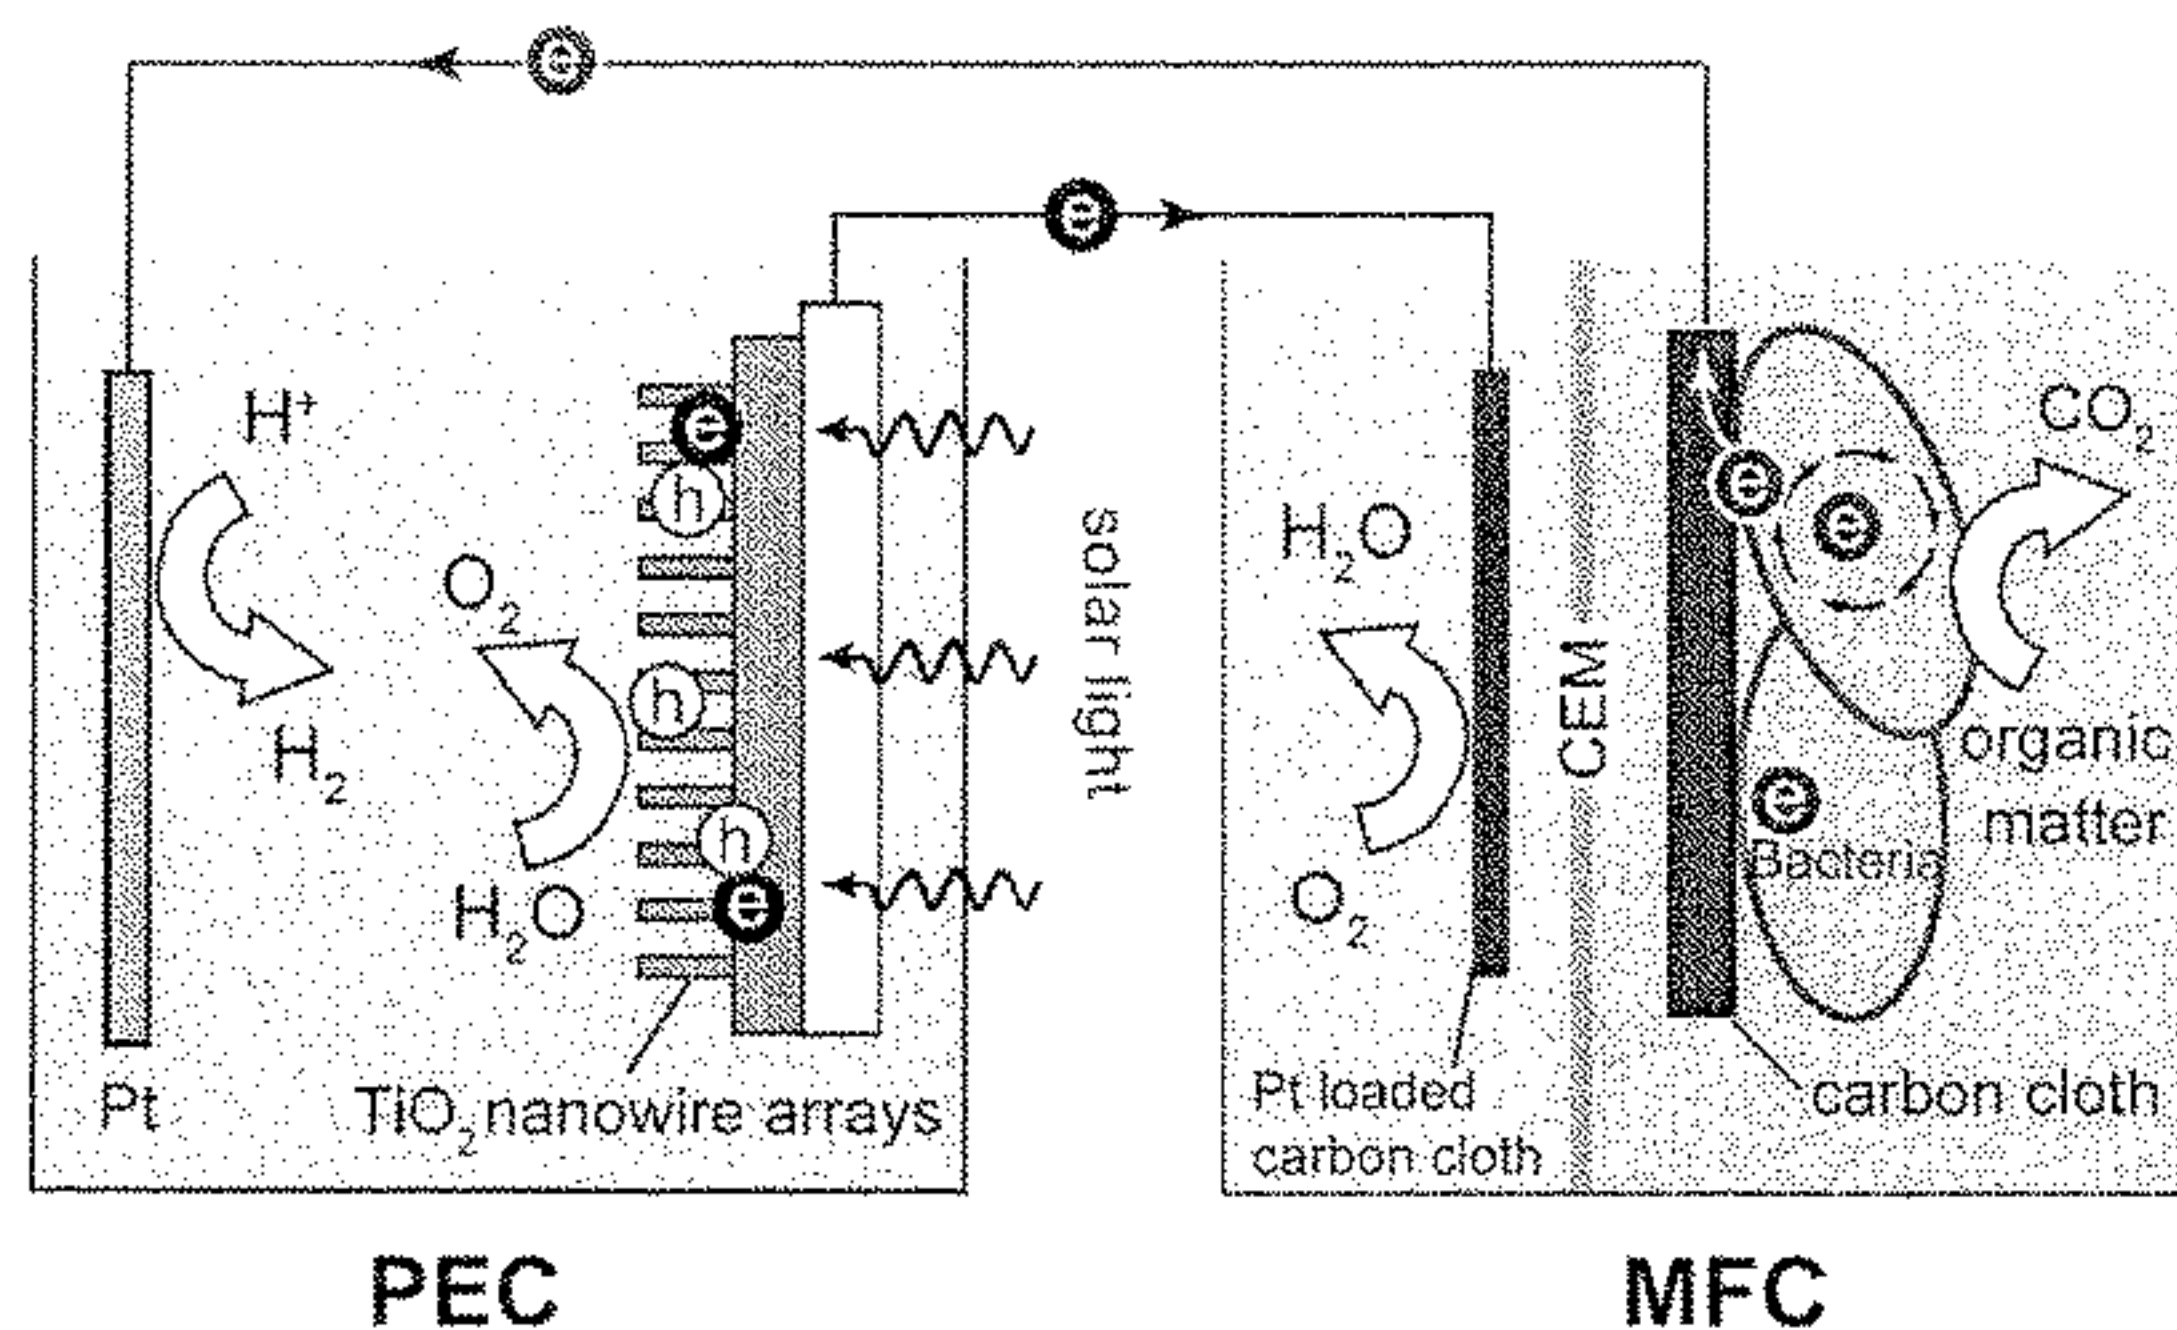 e
e
H⁺
H₂
O₂
H₂O
e
h
h
h
e
solar light
Pt
TiO₂ nanowire arrays
H₂O
O₂
CEM
e
e
e
Bacteria
CO₂
organic
matter
Pt loaded
carbon cloth
carbon cloth
PEC
MFC